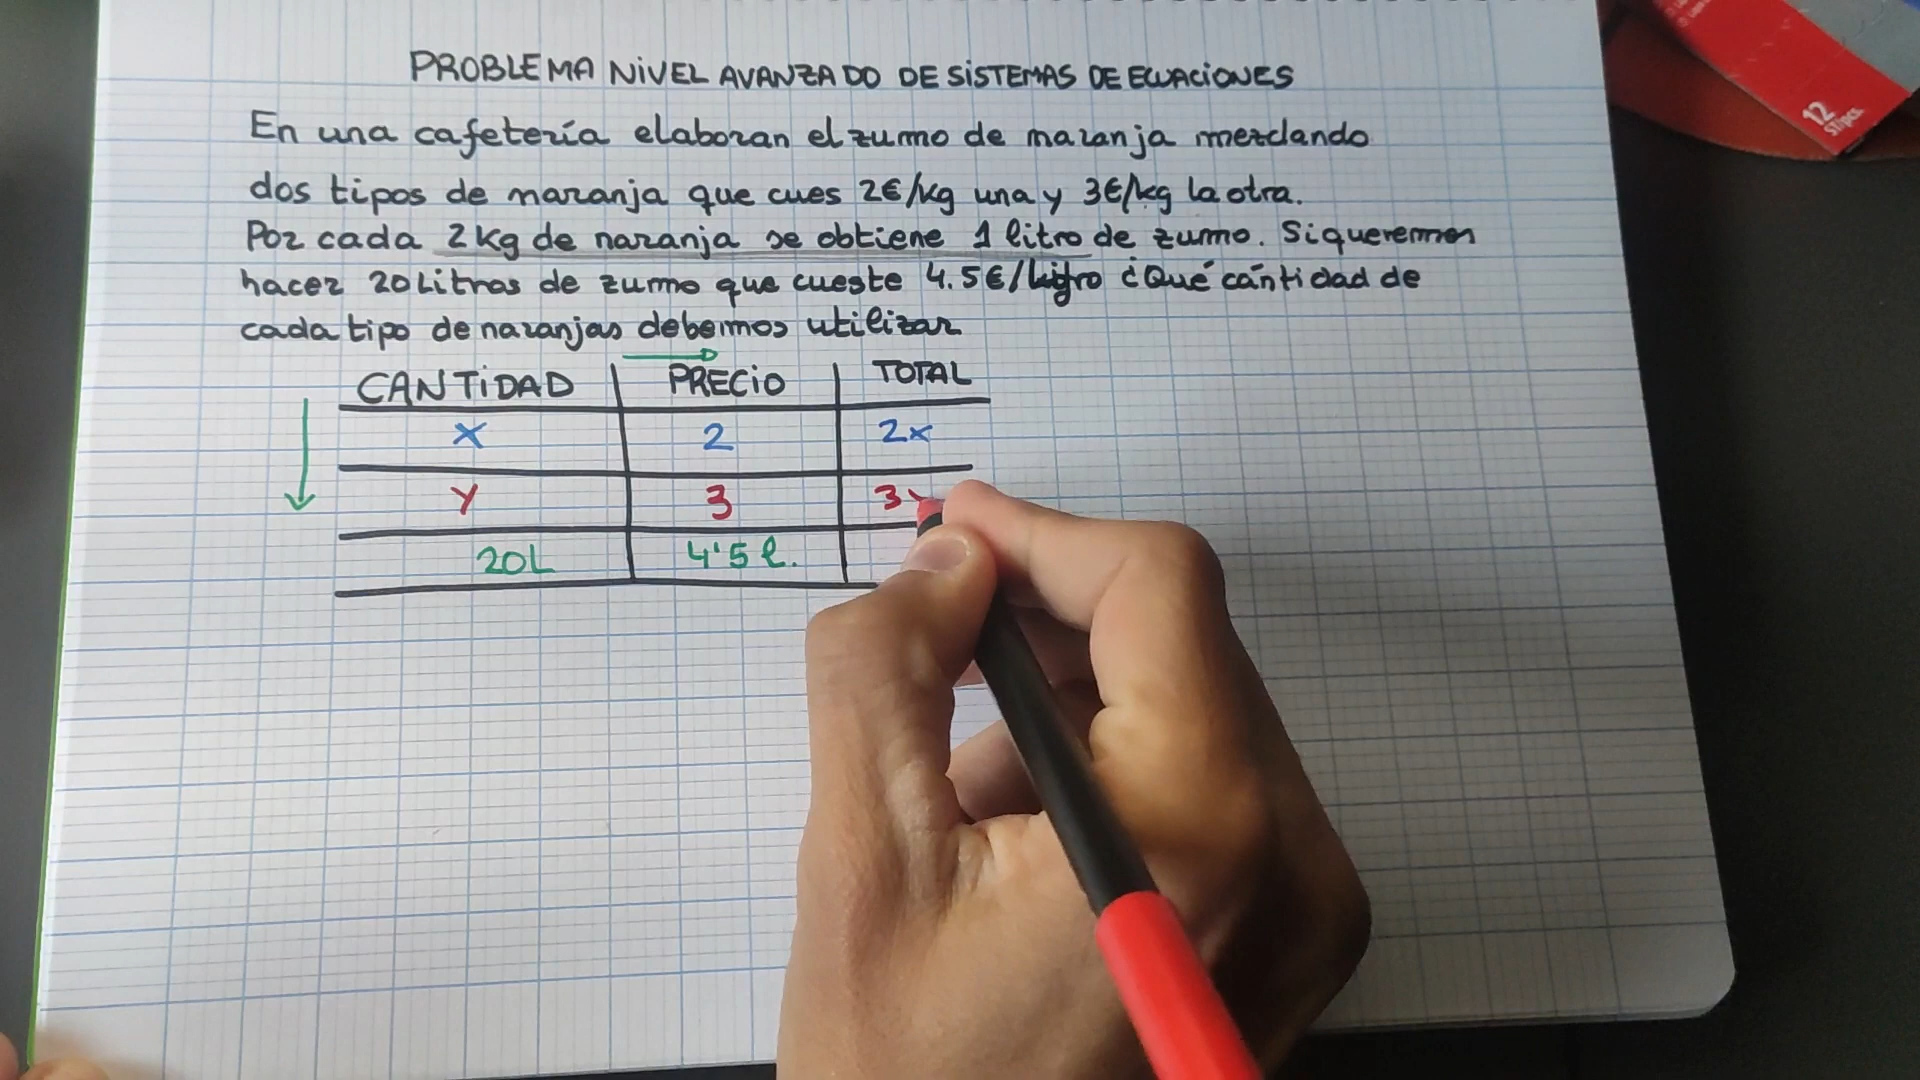 PROBLEMA NIVEL AVANZADO DE SISTEMAS DE ECUACIONES
En una cafetería elaboran el zumo de naranja mezclando
dos tipos de naranja que cues 2€/kg una y 3€/kg la otra.
Por cada 2kg de naranja se obtiene 1 litro de zumo. Si queremos
hacer 20 Litros de zumo que cueste 4.5€/ ¿Qué cantidad de
cada tipo de naranjas debemos utilizar
CANTIDAD PRECIO TOTAL
X 2 2x
Y 3 3y
20L 4'5 l.
12